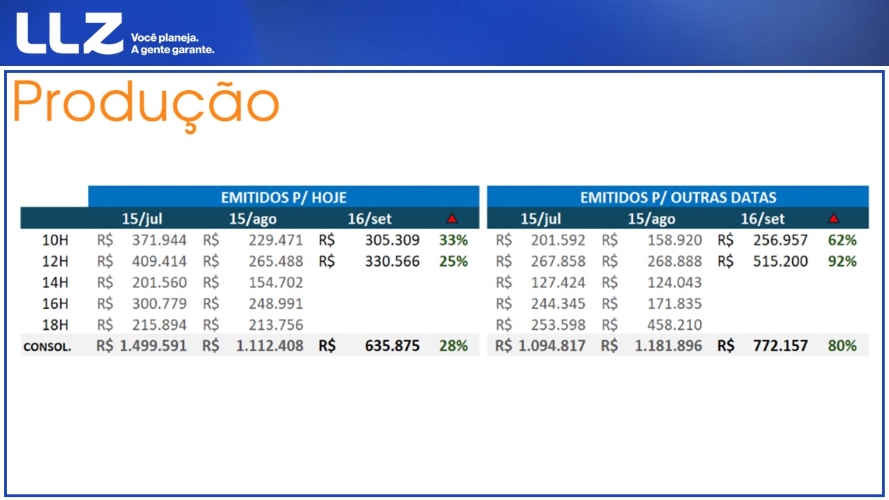 LLZ Você planeja.
A gente garante.
Produção
EMITIDOS P/ HOJE EMITIDOS P/ OUTRAS DATAS
15/jul 15/ago 16/set 15/jul 15/ago 16/set
10H R$ 371.944 R$ 229.471 R$ 305.309 33% R$ 201.592 R$ 158.920 R$ 256.957 62%
12H R$ 409.414 R$ 265.488 R$ 330.566 25% R$ 267.858 R$ 268.888 R$ 515.200 92%
14H R$ 201.560 R$ 154.702 R$ 127.424 R$ 124.043
16H R$ 300.779 R$ 248.991 R$ 244.345 R$ 171.835
18H R$ 215.894 R$ 213.756 R$ 253.598 R$ 458.210
CONSOL. R$ 1.499.591 R$ 1.112.408 R$ 635.875 28% R$ 1.094.817 R$ 1.181.896 R$ 772.157 80%